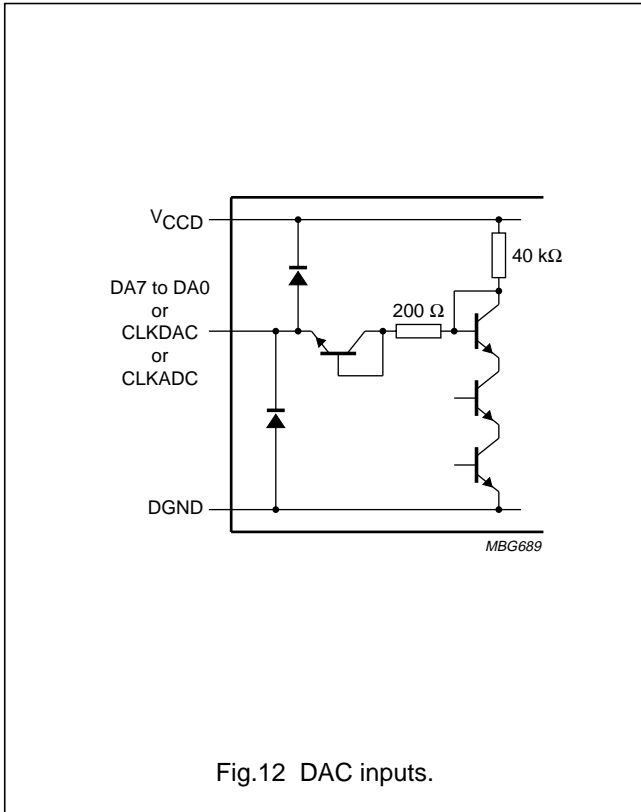 VCCD
40 kΩ
DA7 to DA0
or
CLKDAC
or
CLKADC
200 Ω
DGND
MBG689
Fig.12 DAC inputs.